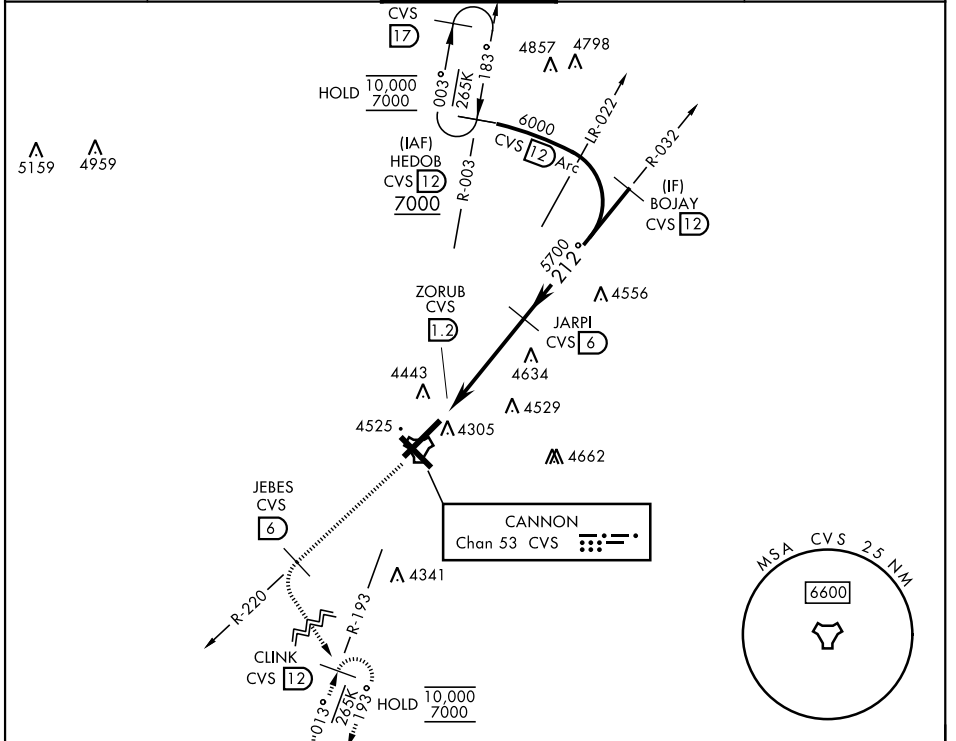 CVS
17
4857
4798
HOLD 10,000
7000
003°
265K
183°
5159
4959
(IAF)
HEDOB
CVS 12
7000
R-003
6000
CVS 12 Arc
LR-022
R-032
(IF)
BOJAY
CVS 12
5700
212°
ZORUB
CVS
1.2
4556
JARPI
CVS 6
4634
4443
4529
4525
4305
4662
JEBES
CVS
6
CANNON
Chan 53 CVS
4341
R-220
R-193
CLINK
CVS 12
013°
265K
193°
HOLD 10,000
7000
MSA CVS 25 NM
6600